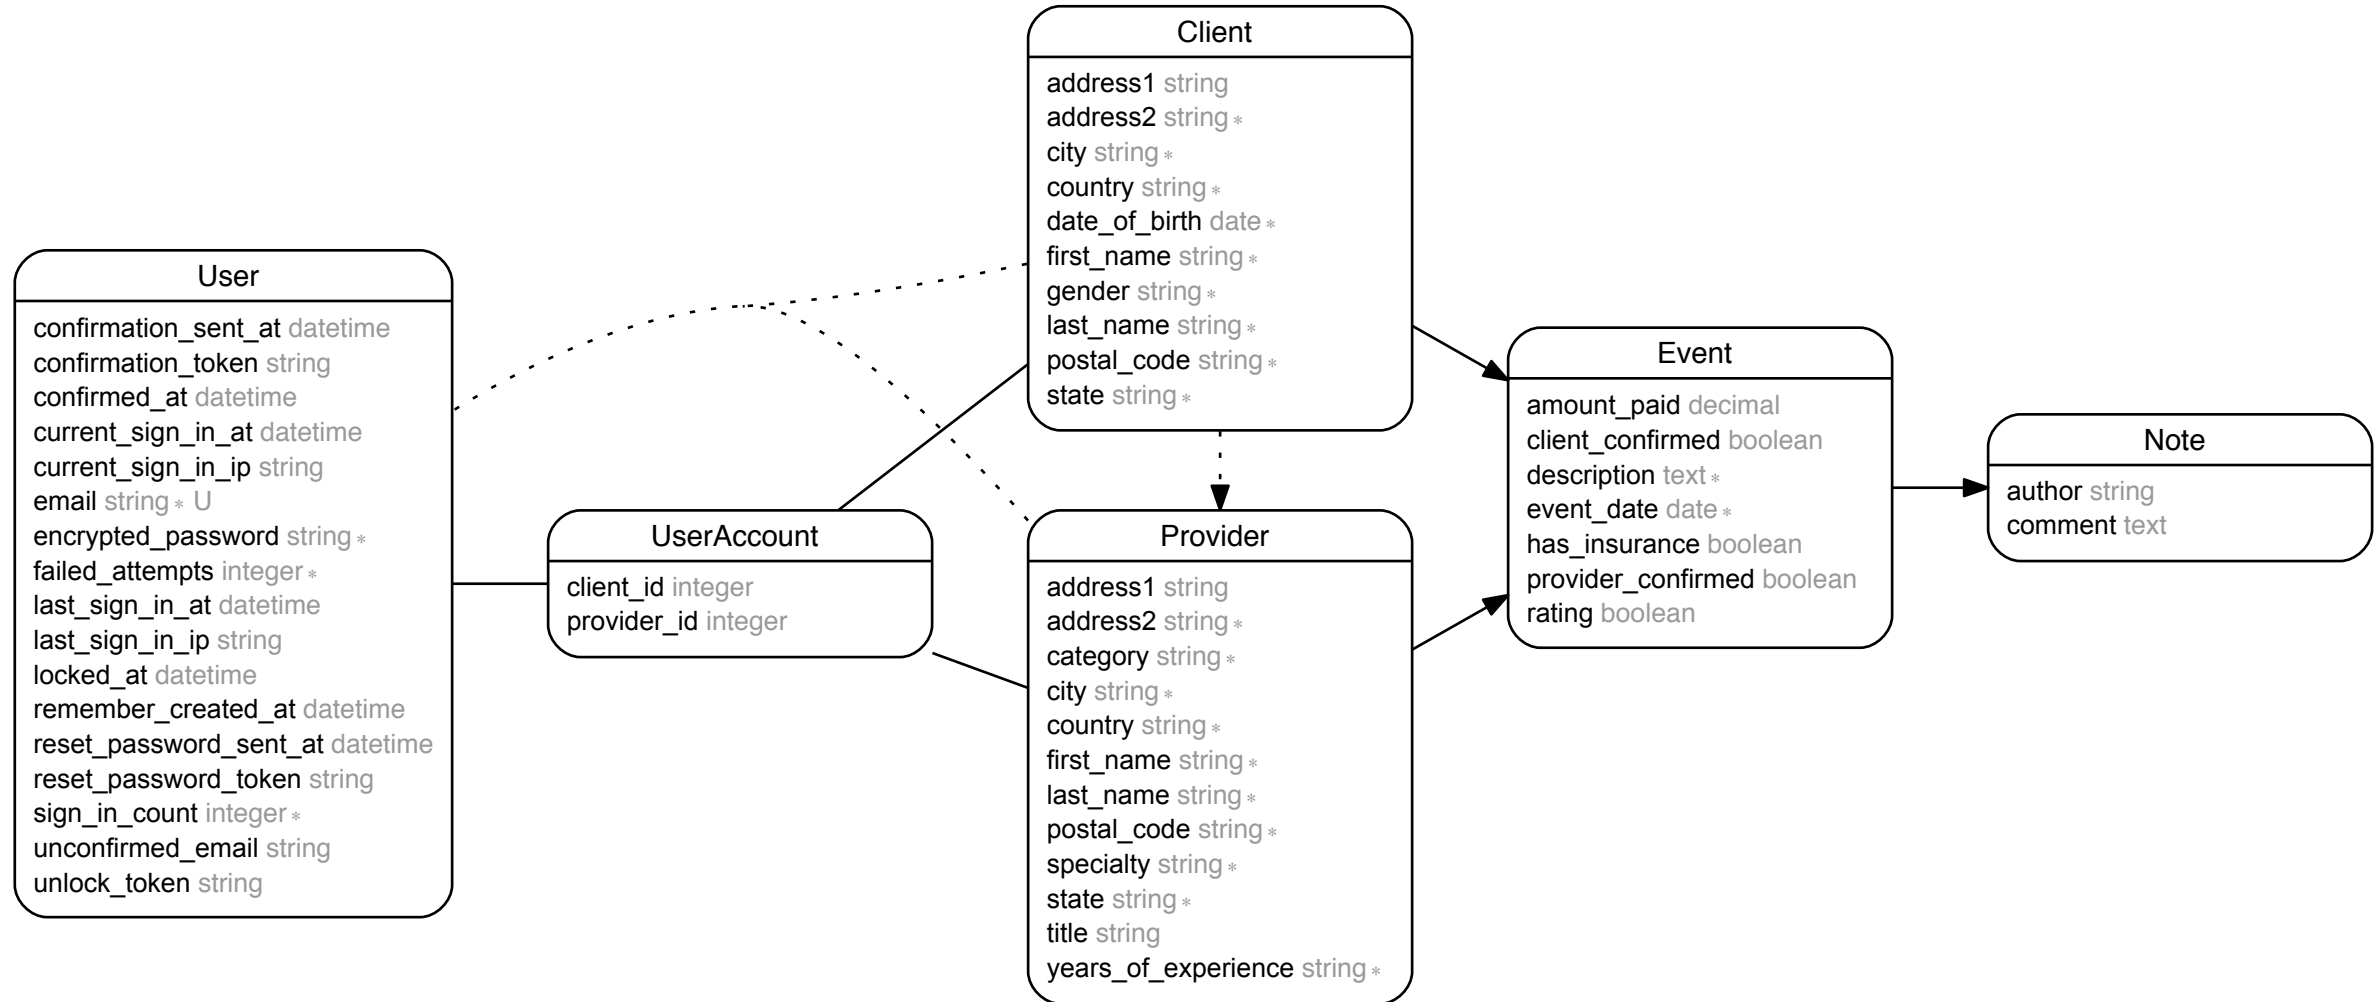 User
confirmation_sent_at datetime
confirmation_token string
confirmed_at datetime
current_sign_in_at datetime
current_sign_in_ip string
email string * U
encrypted_password string *
failed_attempts integer *
last_sign_in_at datetime
last_sign_in_ip string
locked_at datetime
remember_created_at datetime
reset_password_sent_at datetime
reset_password_token string
sign_in_count integer *
unconfirmed_email string
unlock_token string
UserAccount
client_id integer
provider_id integer
Client
address1 string
address2 string *
city string *
country string *
date_of_birth date *
first_name string *
gender string *
last_name string *
postal_code string *
state string *
Provider
address1 string
address2 string *
category string *
city string *
country string *
first_name string *
last_name string *
postal_code string *
specialty string *
state string *
title string
years_of_experience string *
Event
amount_paid decimal
client_confirmed boolean
description text *
event_date date *
has_insurance boolean
provider_confirmed boolean
rating boolean
Note
author string
comment text